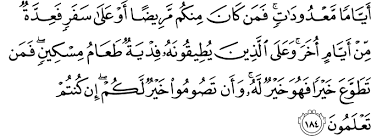 أَيَّامًا مَّعْدُودَاتٍ ۚ فَمَن كَانَ مِنكُم مَّرِيضًا أَوْ عَلَىٰ سَفَرٍ فَعِدَّةٌ
مِّنْ أَيَّامٍ أُخَرَ ۚ وَعَلَى الَّذِينَ يُطِيقُونَهُ فِدْيَةٌ طَعَامُ مِسْكِينٍ ۖ فَمَن
تَطَوَّعَ خَيْرًا فَهُوَ خَيْرٌ لَّهُ ۚ وَأَن تَصُومُوا خَيْرٌ لَّكُمْ ۖ إِن كُنتُمْ
تَعْلَمُونَ ١٨٤